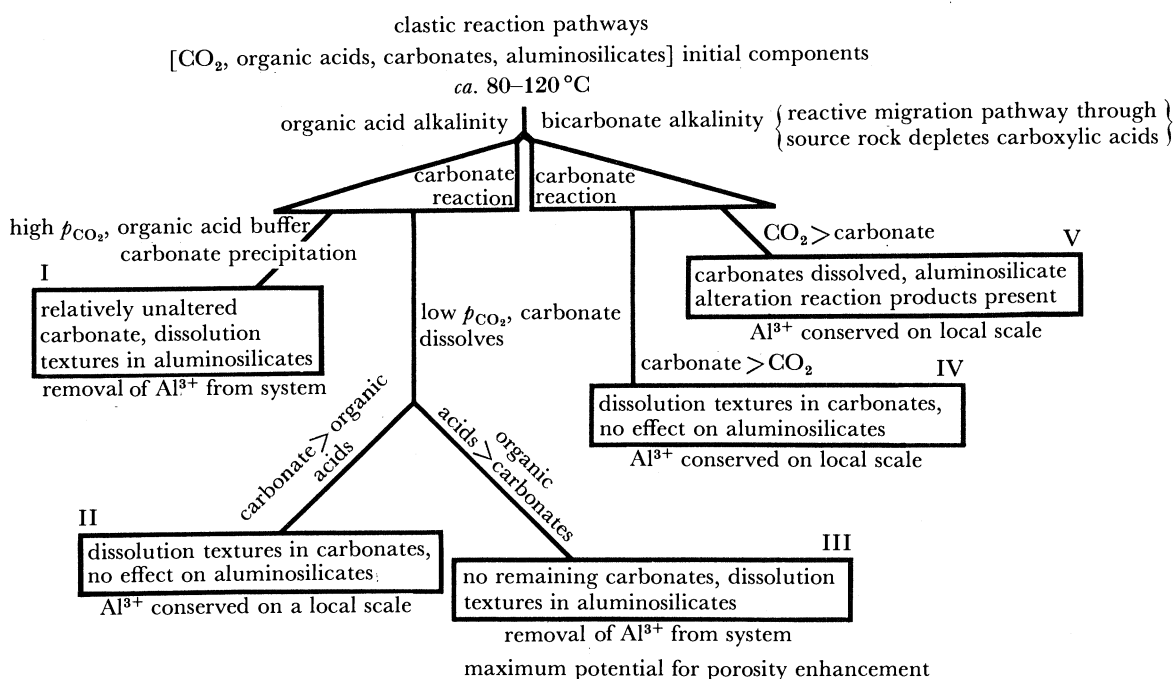 clastic reaction pathways
[CO₂, organic acids, carbonates, aluminosilicates] initial components
ca. 80–120 °C
organic acid alkalinity
bicarbonate alkalinity
{reactive migration pathway through}
{source rock depletes carboxylic acids}
carbonate
reaction
carbonate
reaction
high pCO₂, organic acid buffer
carbonate precipitation
I
relatively unaltered
carbonate, dissolution
textures in aluminosilicates
removal of Al³⁺ from system
low pCO₂, carbonate
dissolves
CO₂ > carbonate
V
carbonates dissolved, aluminosilicate
alteration reaction products present
Al³⁺ conserved on local scale
carbonate > CO₂
IV
dissolution textures in carbonates,
no effect on aluminosilicates
Al³⁺ conserved on local scale
carbonate > organic
acids
organic
acids > carbonates
II
dissolution textures in carbonates,
no effect on aluminosilicates
Al³⁺ conserved on a local scale
III
no remaining carbonates, dissolution
textures in aluminosilicates
removal of Al³⁺ from system
maximum potential for porosity enhancement